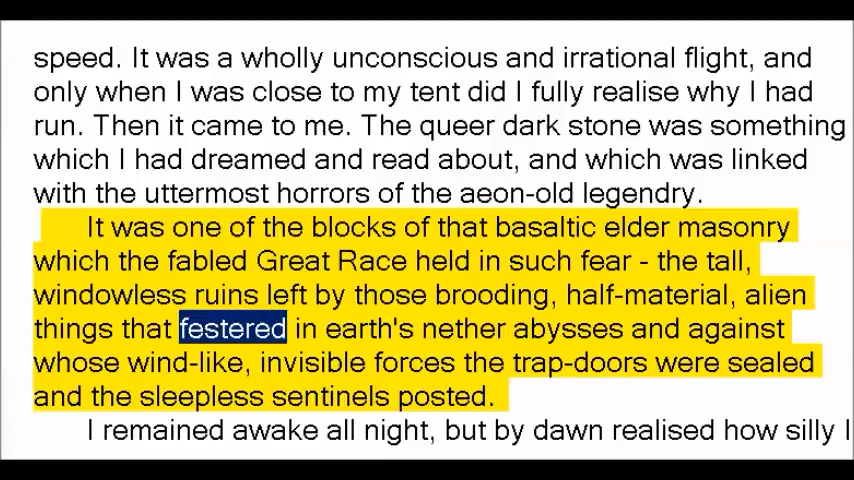 speed. It was a wholly unconscious and irrational flight, and
only when I was close to my tent did I fully realise why I had
run. Then it came to me. The queer dark stone was something
which I had dreamed and read about, and which was linked
with the uttermost horrors of the aeon-old legendry.
It was one of the blocks of that basaltic elder masonry
which the fabled Great Race held in such fear - the tall,
windowless ruins left by those brooding, half-material, alien
things that festered in earth's nether abysses and against
whose wind-like, invisible forces the trap-doors were sealed
and the sleepless sentinels posted.
I remained awake all night, but by dawn realised how silly I